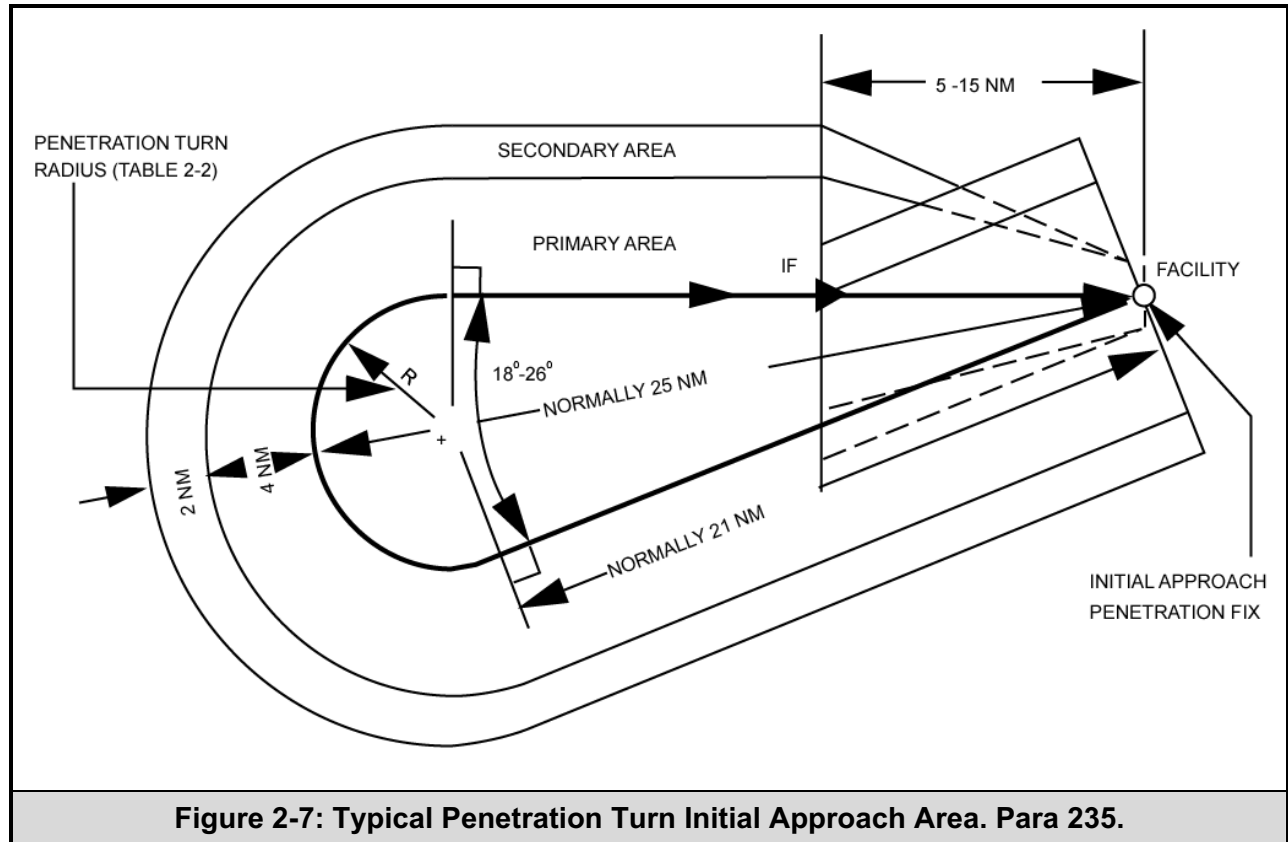 5 -15 NM
PENETRATION TURN
RADIUS (TABLE 2-2)
SECONDARY AREA
PRIMARY AREA
IF
FACILITY
R
18°-26°
NORMALLY 25 NM
+
4 NM
2 NM
NORMALLY 21 NM
INITIAL APPROACH
PENETRATION FIX
Figure 2-7: Typical Penetration Turn Initial Approach Area. Para 235.